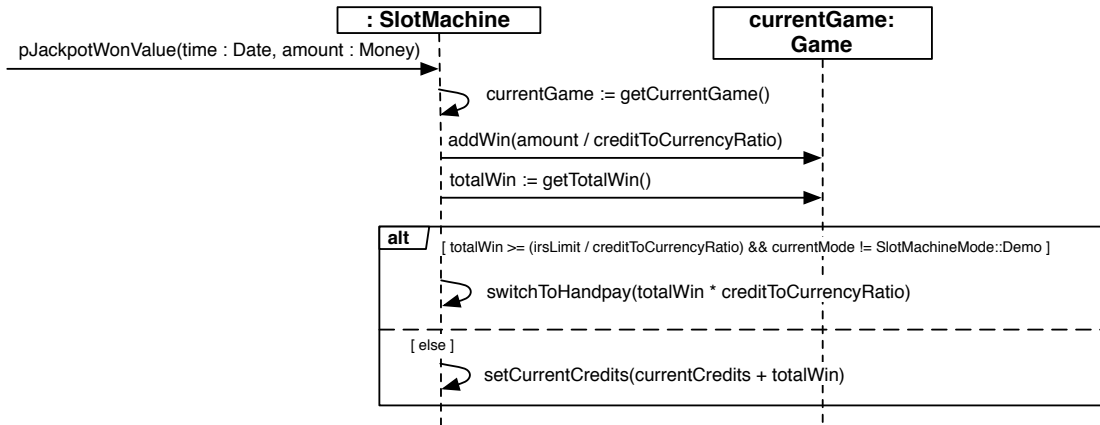 : SlotMachine
currentGame:
Game
pJackpotWonValue(time : Date, amount : Money)
currentGame := getCurrentGame()
addWin(amount / creditToCurrencyRatio)
totalWin := getTotalWin()
alt
[ totalWin >= (irsLimit / creditToCurrencyRatio) && currentMode != SlotMachineMode::Demo ]
switchToHandpay(totalWin * creditToCurrencyRatio)
[ else ]
setCurrentCredits(currentCredits + totalWin)